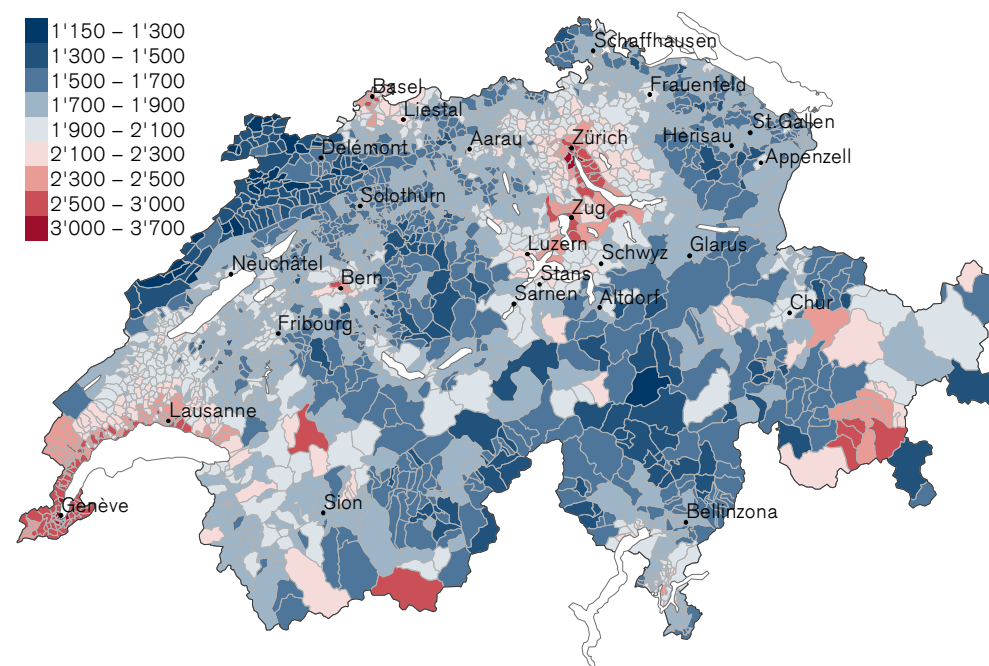 1'150 – 1'300
1'300 – 1'500
1'500 – 1'700
1'700 – 1'900
1'900 – 2'100
2'100 – 2'300
2'300 – 2'500
2'500 – 3'000
3'000 – 3'700
Schaffhausen
Basel
Frauenfeld
Liestal
St.Gallen
Delémont
Aarau
Zürich
Herisau
Appenzell
Solothurn
Zug
Luzern
Schwyz
Glarus
Neuchâtel
Bern
Stans
Sarnen
Altdorf
Chur
Fribourg
Lausanne
Sion
Genève
Bellinzona